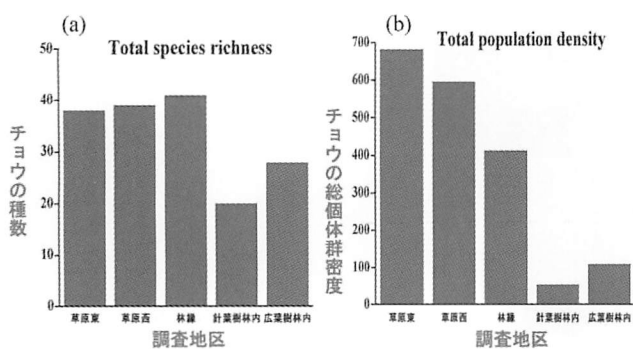 (a)
Total species richness
50
40
30
20
10
0
チョウの種数
草原東 草原西 林縁 針葉樹林内 広葉樹林内
調査地区
(b)
Total population density
700
600
500
400
300
200
100
0
チョウの総個体群密度
草原東 草原西 林縁 針葉樹林内 広葉樹林内
調査地区